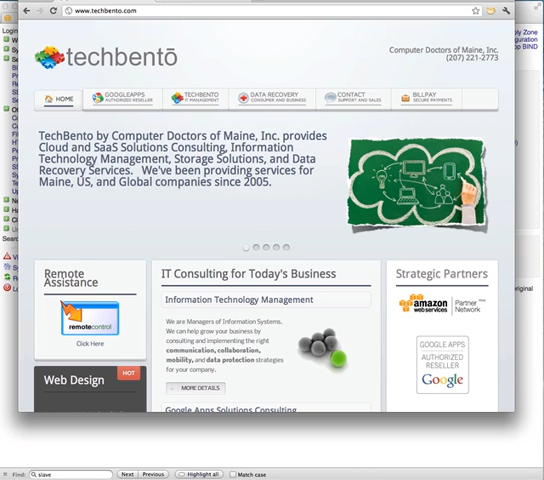 www.techbento.com
Login
techbentō
Computer Doctors of Maine, Inc.
(207) 221-2773
HOME
GOOGLEAPPS
AUTHORIZED RESELLER
TECHBENTO
IT MANAGEMENT
DATA RECOVERY
CONSUMER AND BUSINESS
CONTACT
SUPPORT AND SALES
BILLPAY
SECURE PAYMENTS
TechBento by Computer Doctors of Maine, Inc. provides
Cloud and SaaS Solutions Consulting, Information
Technology Management, Storage Solutions, and Data
Recovery Services. We've been providing services for
Maine, US, and Global companies since 2005.
Remote
Assistance
remotecontrol
Click Here
HOT
Web Design
IT Consulting for Today's Business
Information Technology Management
We are Managers of Information Systems.
We can help grow your business by
consulting and implementing the right
communication, collaboration,
mobility, and data protection strategies
for your company.
MORE DETAILS
Google Apps Solutions Consulting
Strategic Partners
amazon
webservices
Partner
Network
GOOGLE APPS
AUTHORIZED
RESELLER
Google
Zone
BIND
original
Find: slave
Next
Previous
Highlight all
Match case